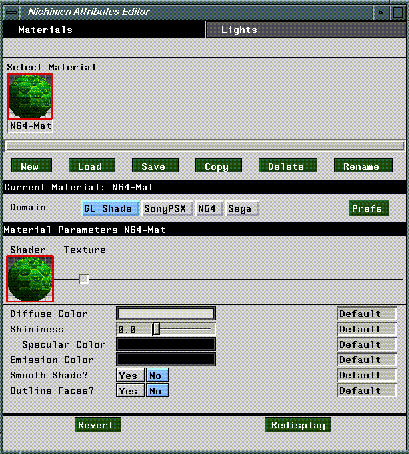 Nichimen Attributes Editor
Materials Lights
Select Material
N64-Mat
New Load Save Copy Delete Rename
Current Material: N64-Mat
Domain GL Shade SonyPSX N64 Sega Prefs
Material Parameters N64-Mat
Shader Texture
Diffuse Color Default
Shininess 0.0 Default
Specular Color Default
Emission Color Default
Smooth Shade? Yes No Default
Outline Faces? Yes No Default
Revert Redisplay